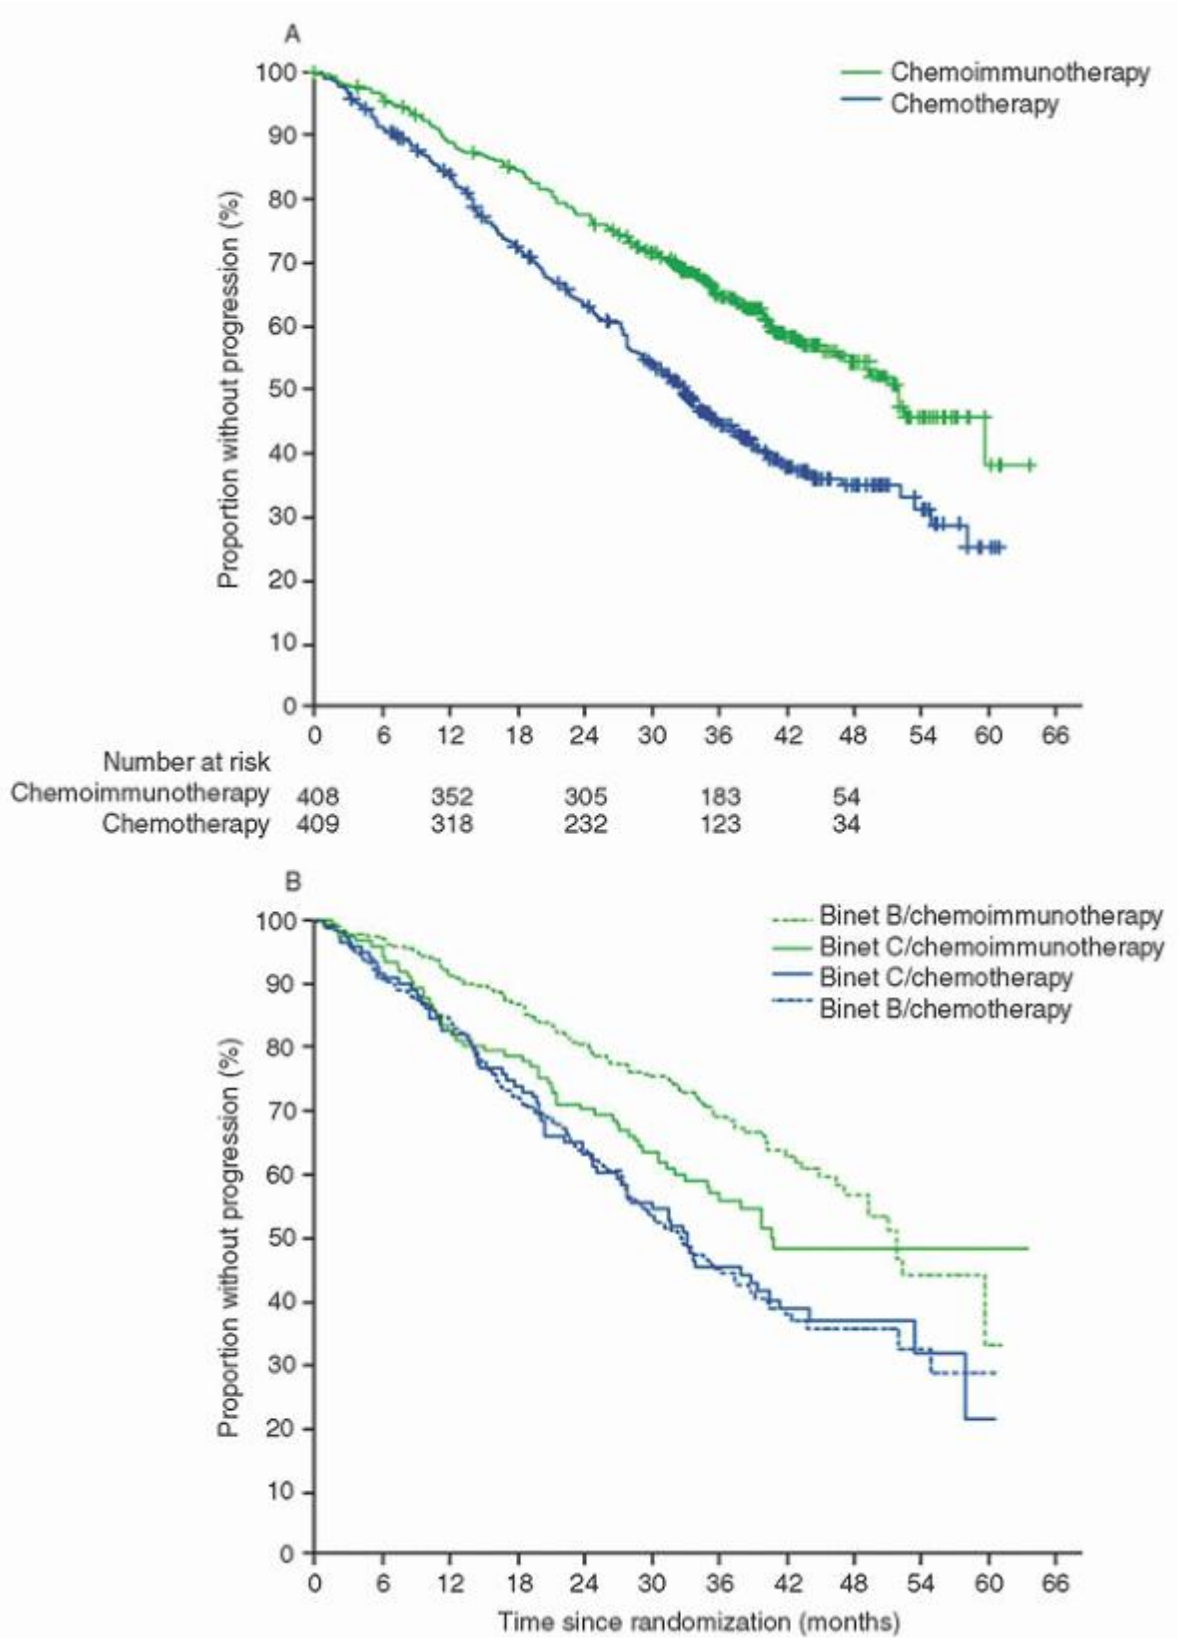 A
Chemoimmunotherapy
Chemotherapy
Proportion without progression (%)
100
90
80
70
60
50
40
30
20
10
0
0 6 12 18 24 30 36 42 48 54 60 66
Number at risk
Chemoimmunotherapy 408 352 305 183 54
Chemotherapy 409 318 232 123 34
B
Binet B/chemoimmunotherapy
Binet C/chemoimmunotherapy
Binet C/chemotherapy
Binet B/chemotherapy
Proportion without progression (%)
100
90
80
70
60
50
40
30
20
10
0
0 6 12 18 24 30 36 42 48 54 60 66
Time since randomization (months)